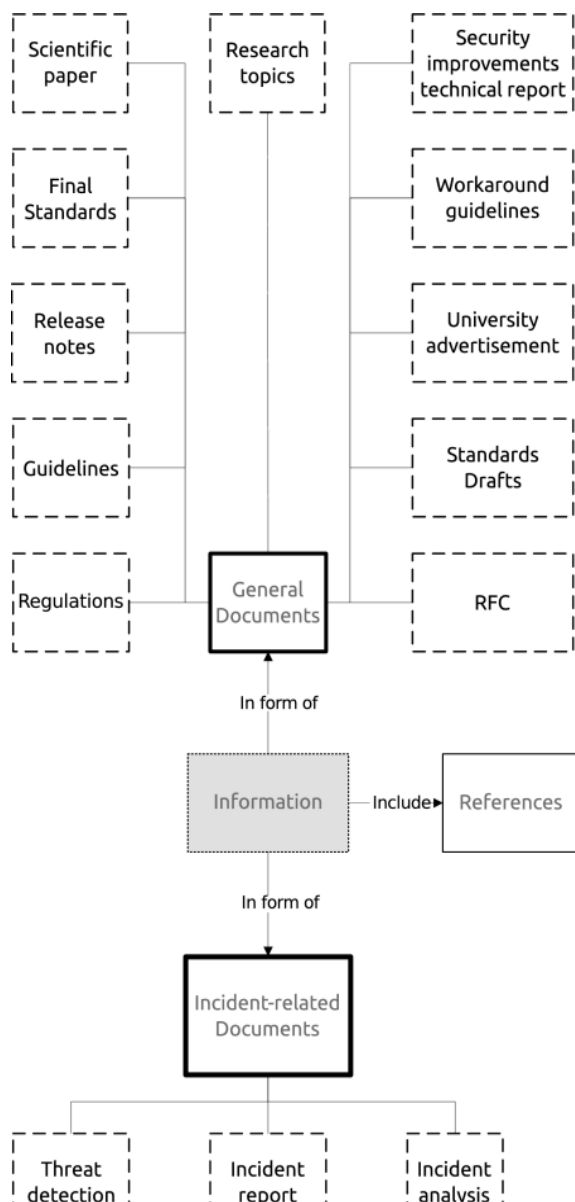 Scientific
paper
Research
topics
Security
improvements
technical report
Final
Standards
Workaround
guidelines
Release
notes
University
advertisement
Guidelines
Standards
Drafts
Regulations
General
Documents
RFC
In form of
Information
Include
References
In form of
Incident-related
Documents
Threat
detection
Incident
report
Incident
analysis